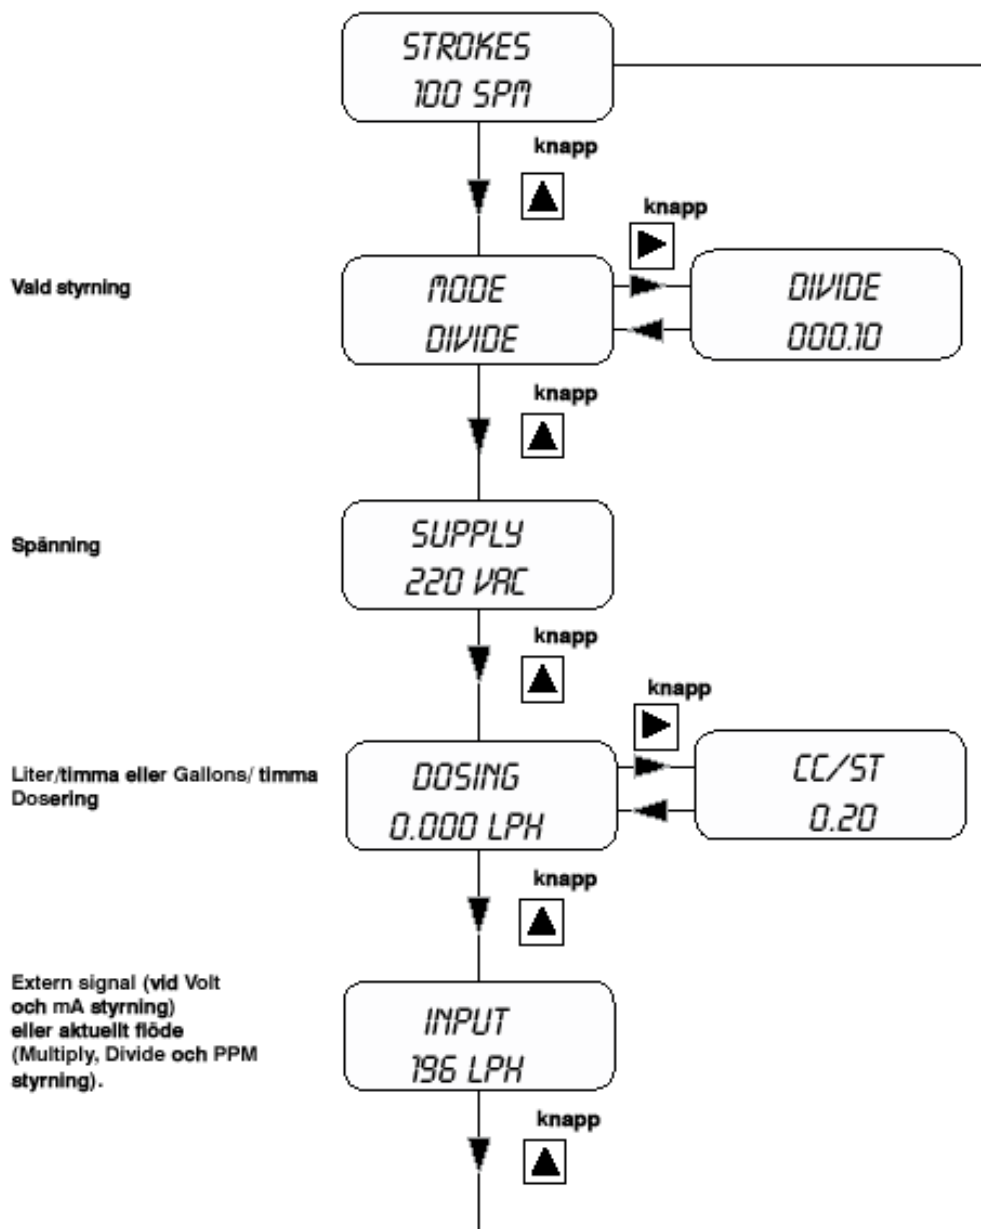 STROKES
100 SPM
knapp
knapp
Vald styrning
MODE
DIVIDE
DIVIDE
000.10
knapp
Spänning
SUPPLY
220 VAC
knapp
knapp
Liter/timma eller Gallons/ timma
Dosering
DOSING
0.000 LPH
CC/ST
0.20
knapp
Extern signal (vid Volt
och mA styrning)
eller aktuellt flöde
(Multiply, Divide och PPM
styrning).
INPUT
196 LPH
knapp